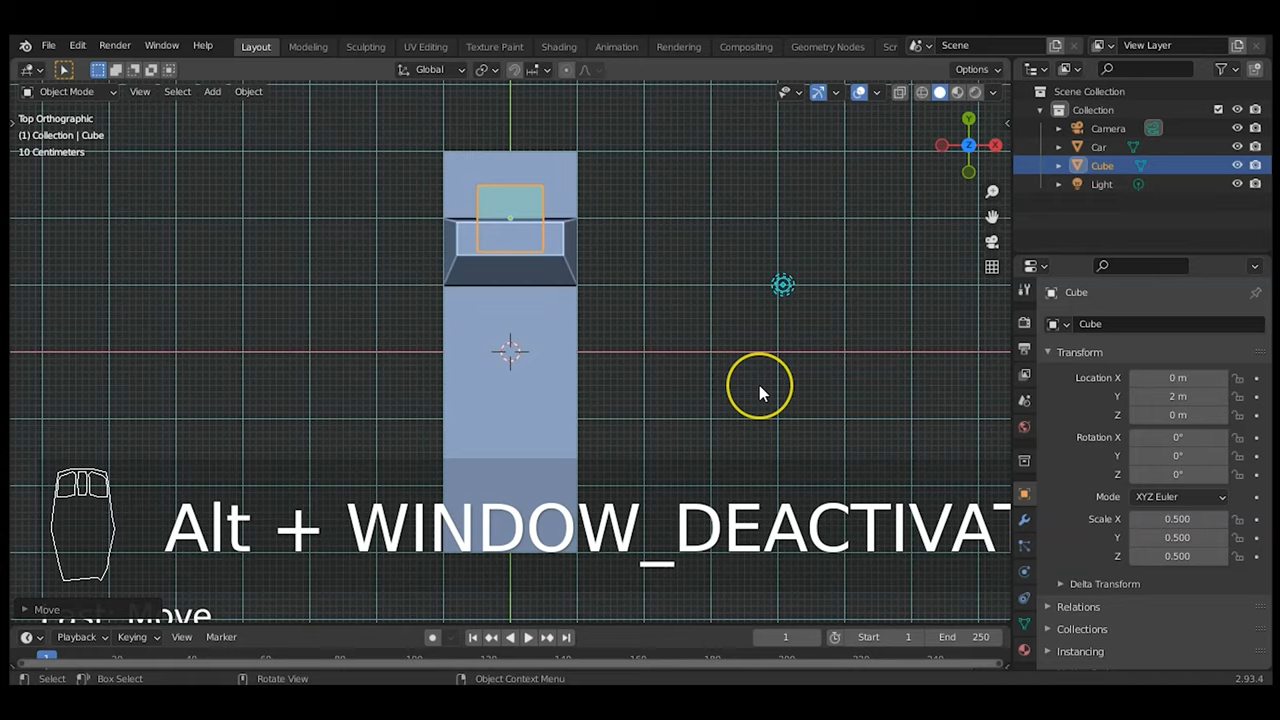 File Edit Render Window Help Layout Modeling Sculpting UV Editing Texture Paint Shading Animation Rendering Compositing Geometry Nodes Scr Scene View Layer
Global Options
Object Mode View Select Add Object
Scene Collection
Collection
Camera
Car
Cube
Light
Top Orthographic
(1) Collection | Cube
10 Centimeters
Y
Z
X
Cube
Cube
Transform
Location X 0 m
Y 2 m
Z 0 m
Rotation X 0°
Y 0°
Z 0°
Mode XYZ Euler
Scale X 0.500
Y 0.500
Z 0.500
Delta Transform
Relations
Collections
Instancing
Alt + WINDOW_DEACTIVAT
Move
Move
Playback Keying View Marker 1 Start 1 End 250
Select Box Select Rotate View Object Context Menu 2.93.4